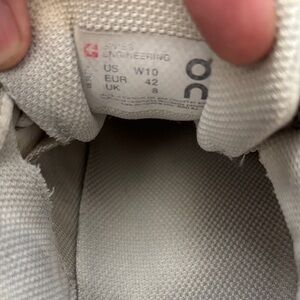 SWISS
ENGINEERING
US W10
EUR 42
UK 8
On